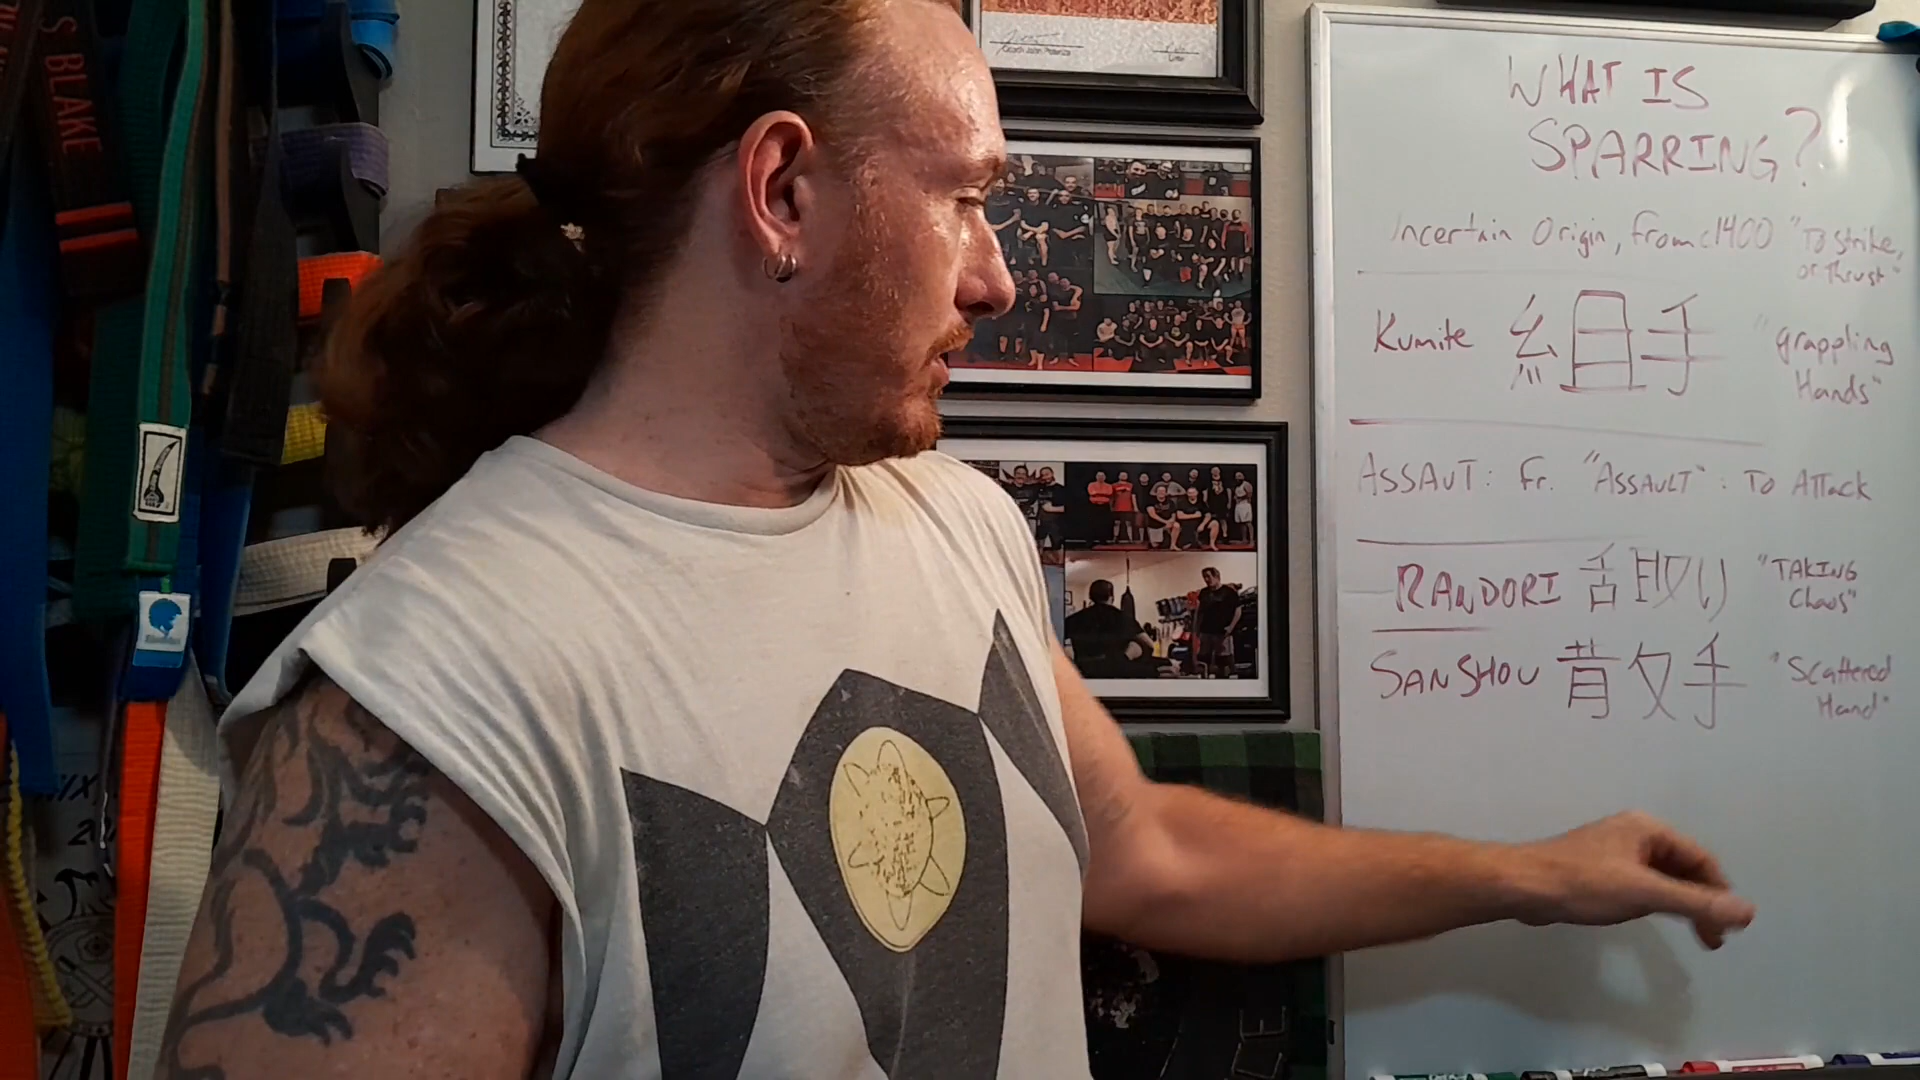 S BLAKE
WHAT IS
SPARRING?
Uncertain Origin, from c1400 "To strike,
or Thrust"
Kumite 組手 "grappling
Hands"
ASSAUT: Fr. "ASSAULT": TO ATTACK
RANDORI 乱取り "TAKING
Chaos"
SANSHOU 散手 "Scattered
Hand"